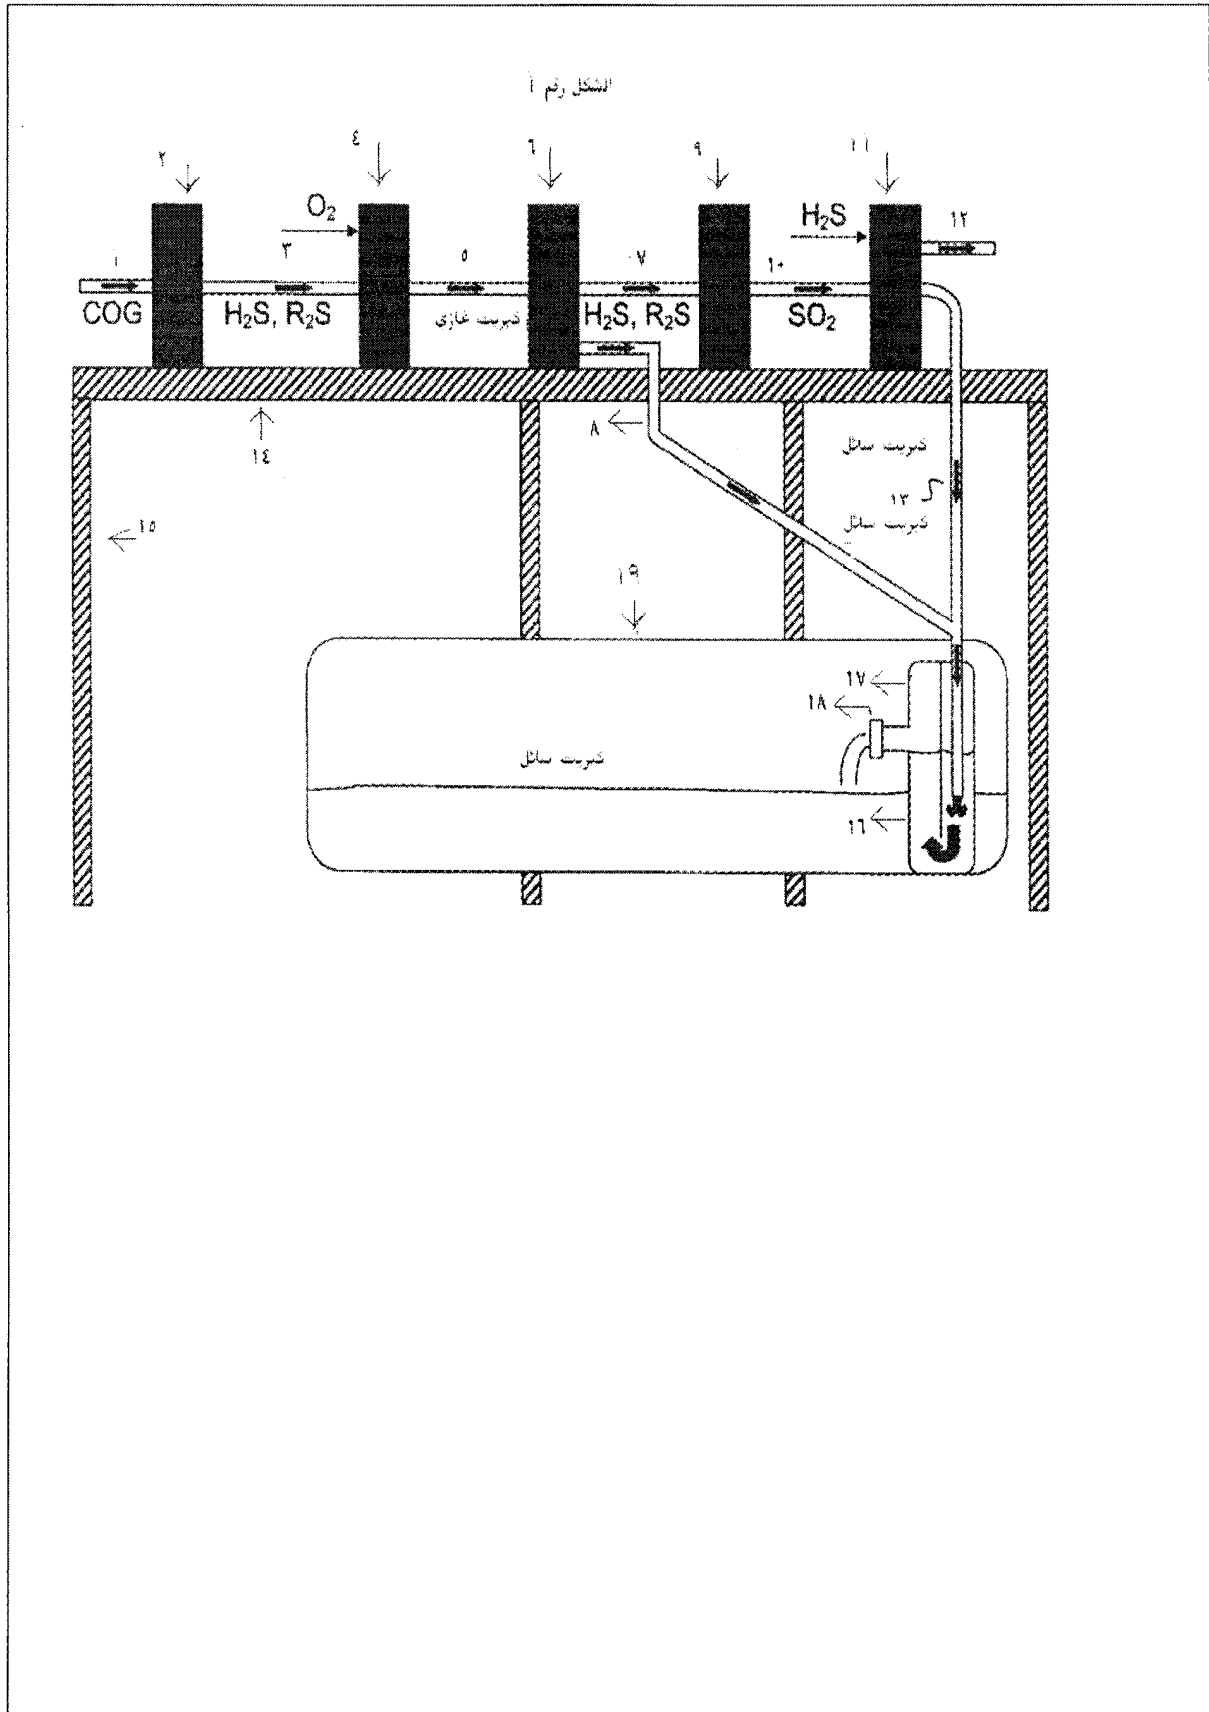 الشكل رقم ١
٢
٤
٦
٩
١١
O₂
H₂S
١٢
١
٣
٥
٧
١٠
COG
H₂S, R₂S
كبريت غازي
H₂S, R₂S
SO₂
٨
١٤
كبريت سائل
١٣
كبريت سائل
١٥
١٩
١٧
١٨
كبريت سائل
١٦